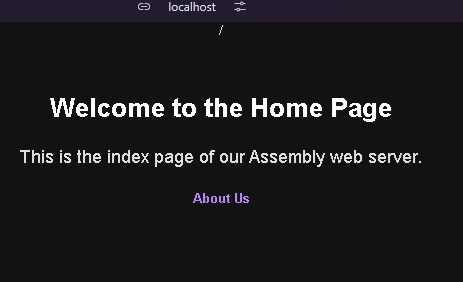 localhost
/
Welcome to the Home Page
This is the index page of our Assembly web server.
About Us